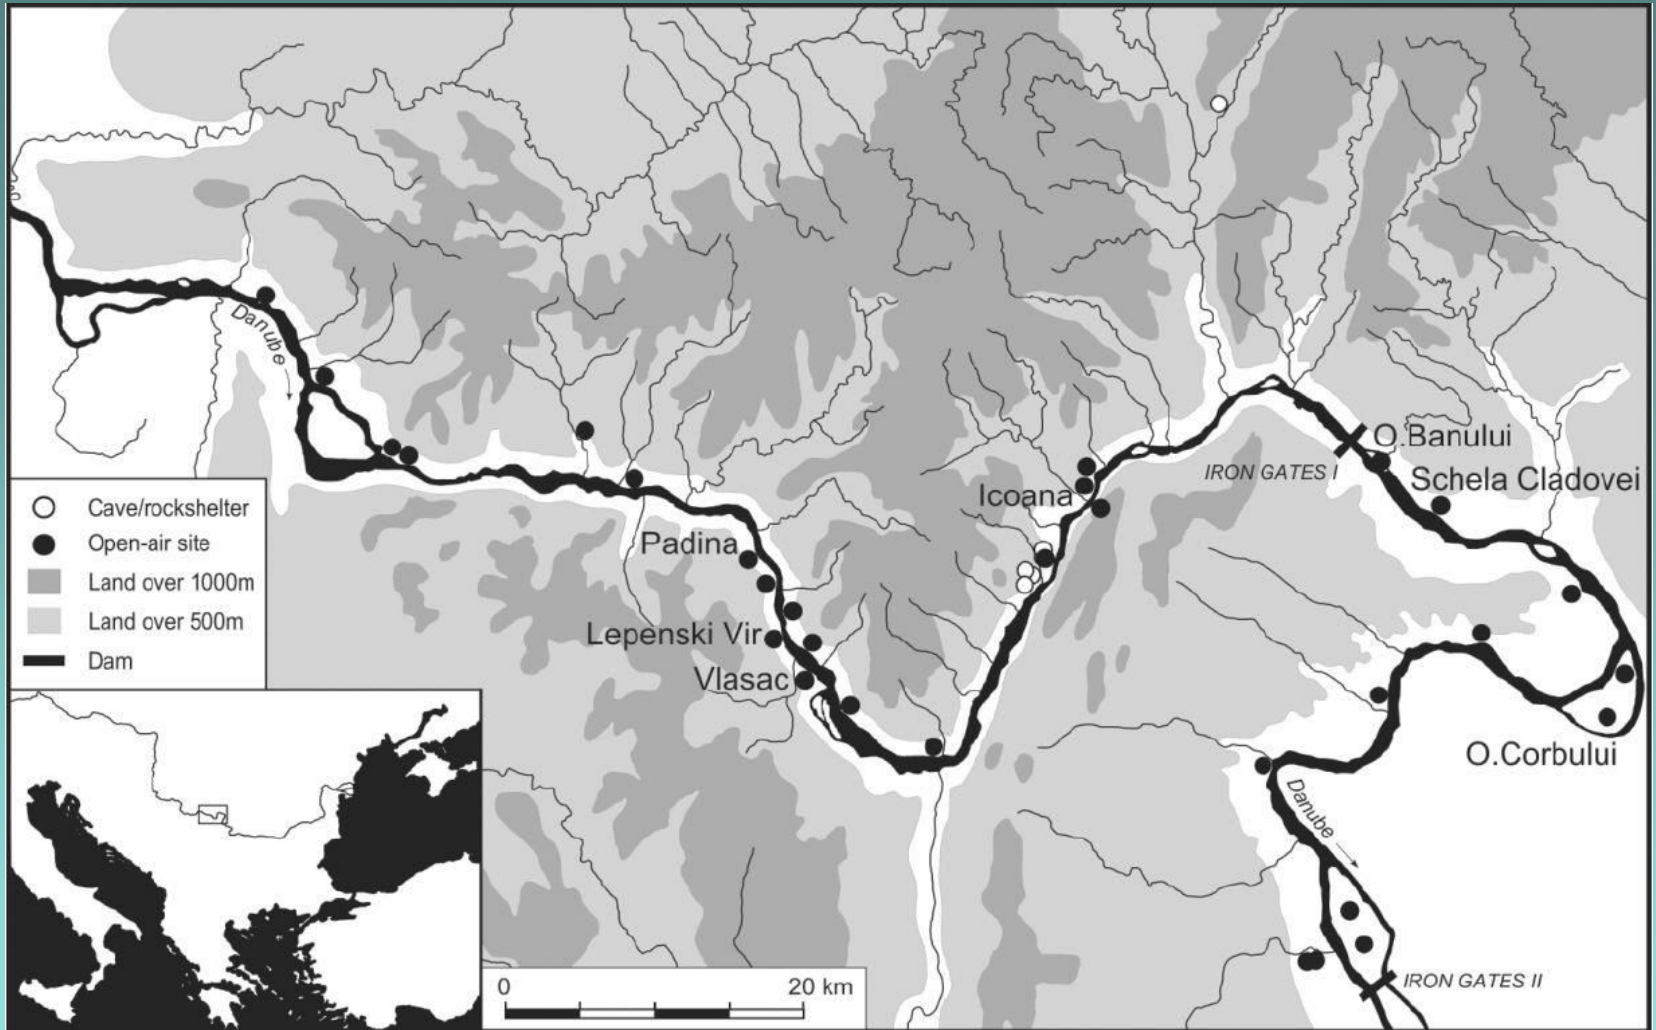 Danube
O.Banului
IRON GATES I
Schela Cladovei
Icoana
Padina
Lepenski Vir
Vlasac
O.Corbului
Danube
IRON GATES II
Cave/rockshelter
Open-air site
Land over 1000m
Land over 500m
Dam
0 20 km